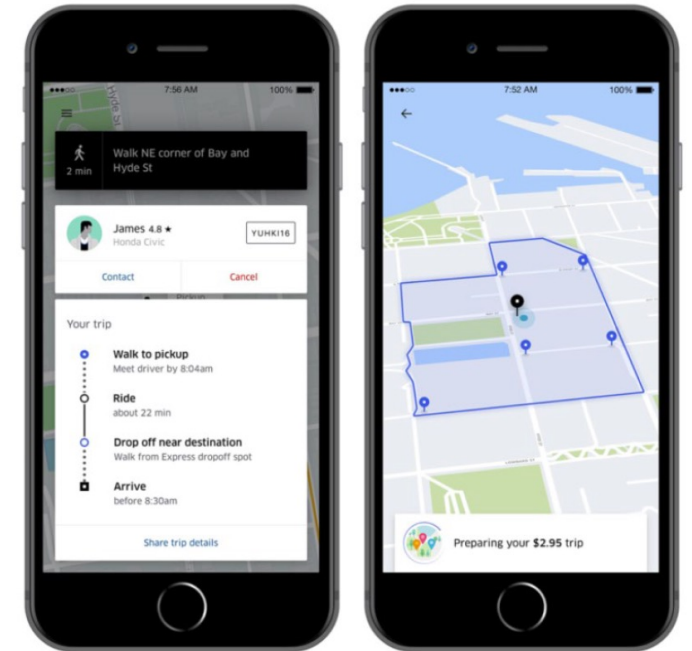 7:56 AM
100%
Walk NE corner of Bay and
Hyde St
2 min
James 4.8 ★
Honda Civic
YUHKI16
Contact
Cancel
Your trip
Walk to pickup
Meet driver by 8:04am
Ride
about 22 min
Drop off near destination
Walk from Express dropoff spot
Arrive
before 8:30am
Share trip details
7:52 AM
100%
Preparing your $2.95 trip